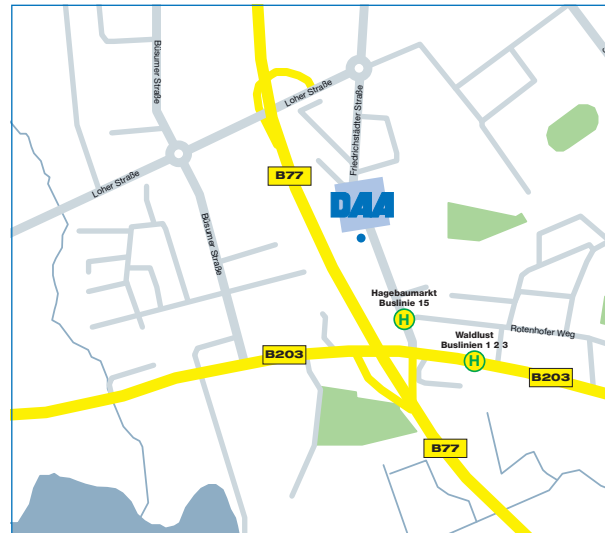 Büsumer Straße
Loher Straße
Friedrichstädter Straße
B77
Loher Straße
DAA
Büsumer Straße
Hagebaumarkt
Buslinie 15
H
Rotenhofer Weg
Waldlust
Buslinien 1 2 3
B203
H
B203
B77